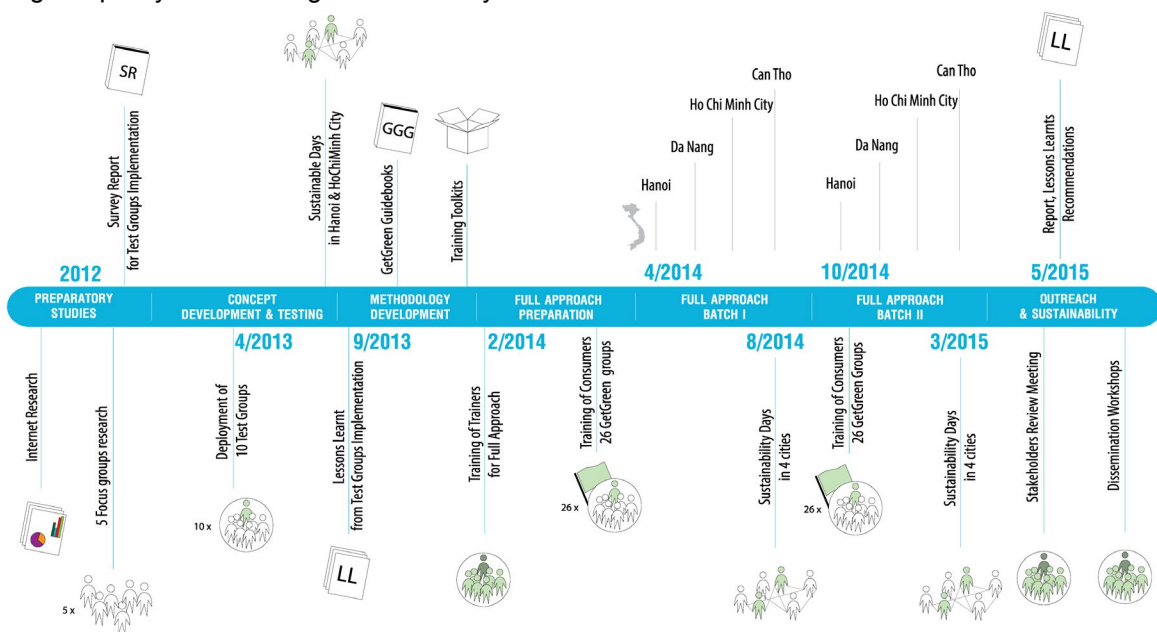 SR
Survey Report
for Test Groups Implementation
Sustainable Days
in Hanoi & HoChiMinh City
GGG
GetGreen Guidebooks
Training Toolkits
Hanoi
Da Nang
Ho Chi Minh City
Can Tho
Hanoi
Da Nang
Ho Chi Minh City
Can Tho
LL
Report, Lessons Learnts
Recommendations
2012
4/2014
10/2014
5/2015
PREPARATORY
STUDIES
CONCEPT
DEVELOPMENT & TESTING
METHODOLOGY
DEVELOPMENT
FULL APPROACH
PREPARATION
FULL APPROACH
BATCH I
FULL APPROACH
BATCH II
OUTREACH
& SUSTAINABILITY
4/2013
9/2013
2/2014
8/2014
3/2015
Internet Research
5 Focus groups research
5 x
Deployment of
10 Test Groups
10 x
Lessons Learnt
from Test Groups Implementation
LL
Training of Trainers
for Full Approach
Training of Consumers
26 GetGreen groups
26 x
Sustainability Days
in 4 cities
Training of Consumers
26 GetGreen Groups
26 x
Sustainability Days
in 4 cities
Stakeholders Review Meeting
Dissemination Workshops